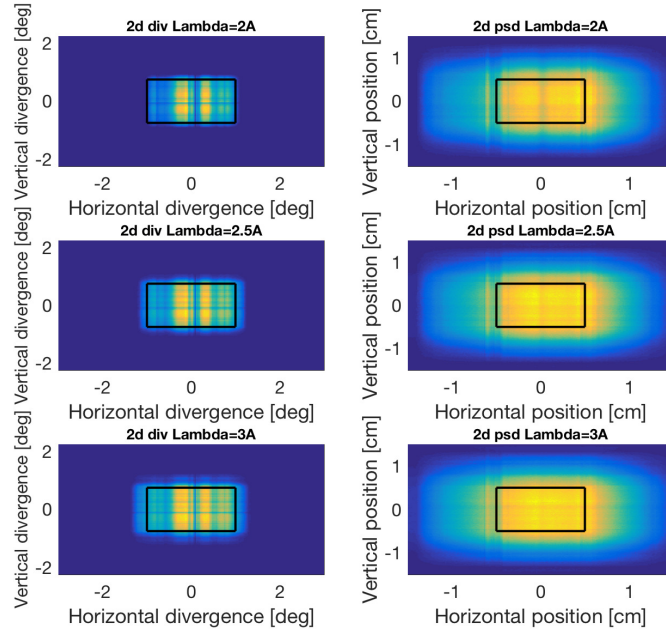 2d div Lambda=2A
Vertical divergence [deg]
2
0
-2
-2 0 2
Horizontal divergence [deg]
2d psd Lambda=2A
Vertical position [cm]
1
0
-1
-1 0 1
Horizontal position [cm]
2d div Lambda=2.5A
Vertical divergence [deg]
2
0
-2
-2 0 2
Horizontal divergence [deg]
2d psd Lambda=2.5A
Vertical position [cm]
1
0
-1
-1 0 1
Horizontal position [cm]
2d div Lambda=3A
Vertical divergence [deg]
2
0
-2
-2 0 2
Horizontal divergence [deg]
2d psd Lambda=3A
Vertical position [cm]
1
0
-1
-1 0 1
Horizontal position [cm]